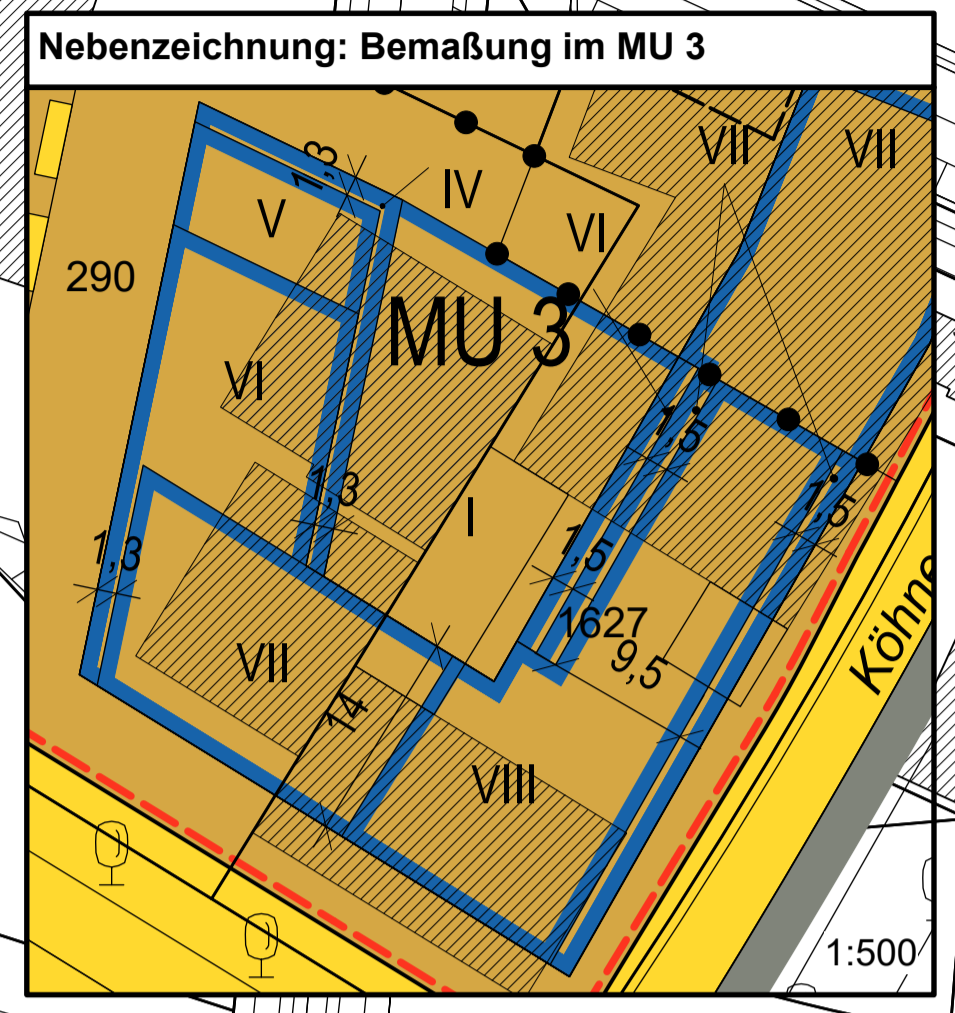 Nebenzeichnung: Bemaßung im MU 3
VII
VII
1,3
IV
V
VI
290
MU 3
VI
1,5
1,3
1,5
I
1,3
1,5
1627
9,5
VII
14
VIII
Köhne
1:500